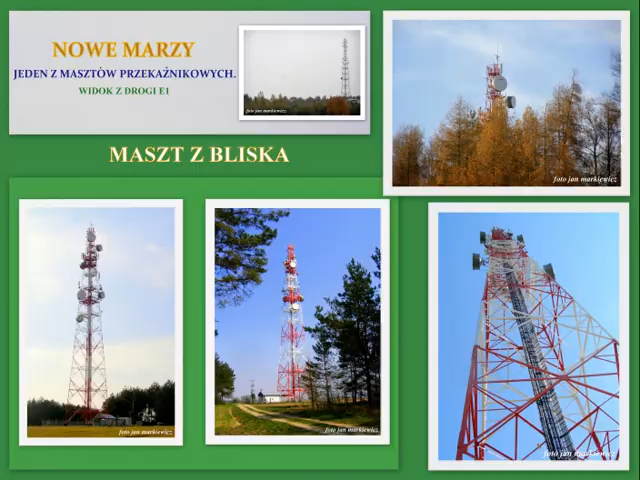 NOWE MARZY
JEDEN Z MASZTÓW PRZEKAŹNIKOWYCH.
WIDOK Z DROGI E1
foto jan markiewicz
foto jan markiewicz
MASZT Z BLISKA
foto jan markiewicz
foto jan markiewicz
foto jan markiewicz